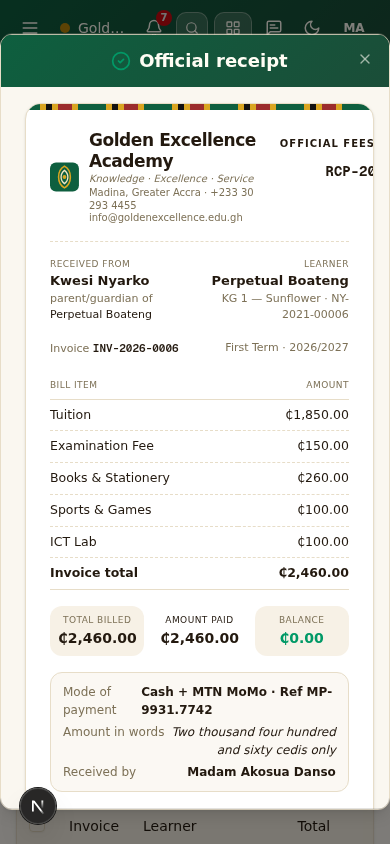 7
Gold...
MA
Official receipt
Golden Excellence
Academy
OFFICIAL FEES
RCP-20
Knowledge · Excellence · Service
Madina, Greater Accra · +233 30
293 4455
info@goldenexcellence.edu.gh
RECEIVED FROM
LEARNER
Kwesi Nyarko
Perpetual Boateng
parent/guardian of
KG 1 — Sunflower · NY-
Perpetual Boateng
2021-00006
Invoice INV-2026-0006
First Term · 2026/2027
BILL ITEM
AMOUNT
Tuition
₵1,850.00
Examination Fee
₵150.00
Books & Stationery
₵260.00
Sports & Games
₵100.00
ICT Lab
₵100.00
Invoice total
₵2,460.00
TOTAL BILLED
AMOUNT PAID
BALANCE
₵2,460.00
₵2,460.00
₵0.00
Mode of
payment
Cash + MTN MoMo · Ref MP-
9931.7742
Amount in words
Two thousand four hundred
and sixty cedis only
Received by
Madam Akosua Danso
N
Invoice
Learner
Total